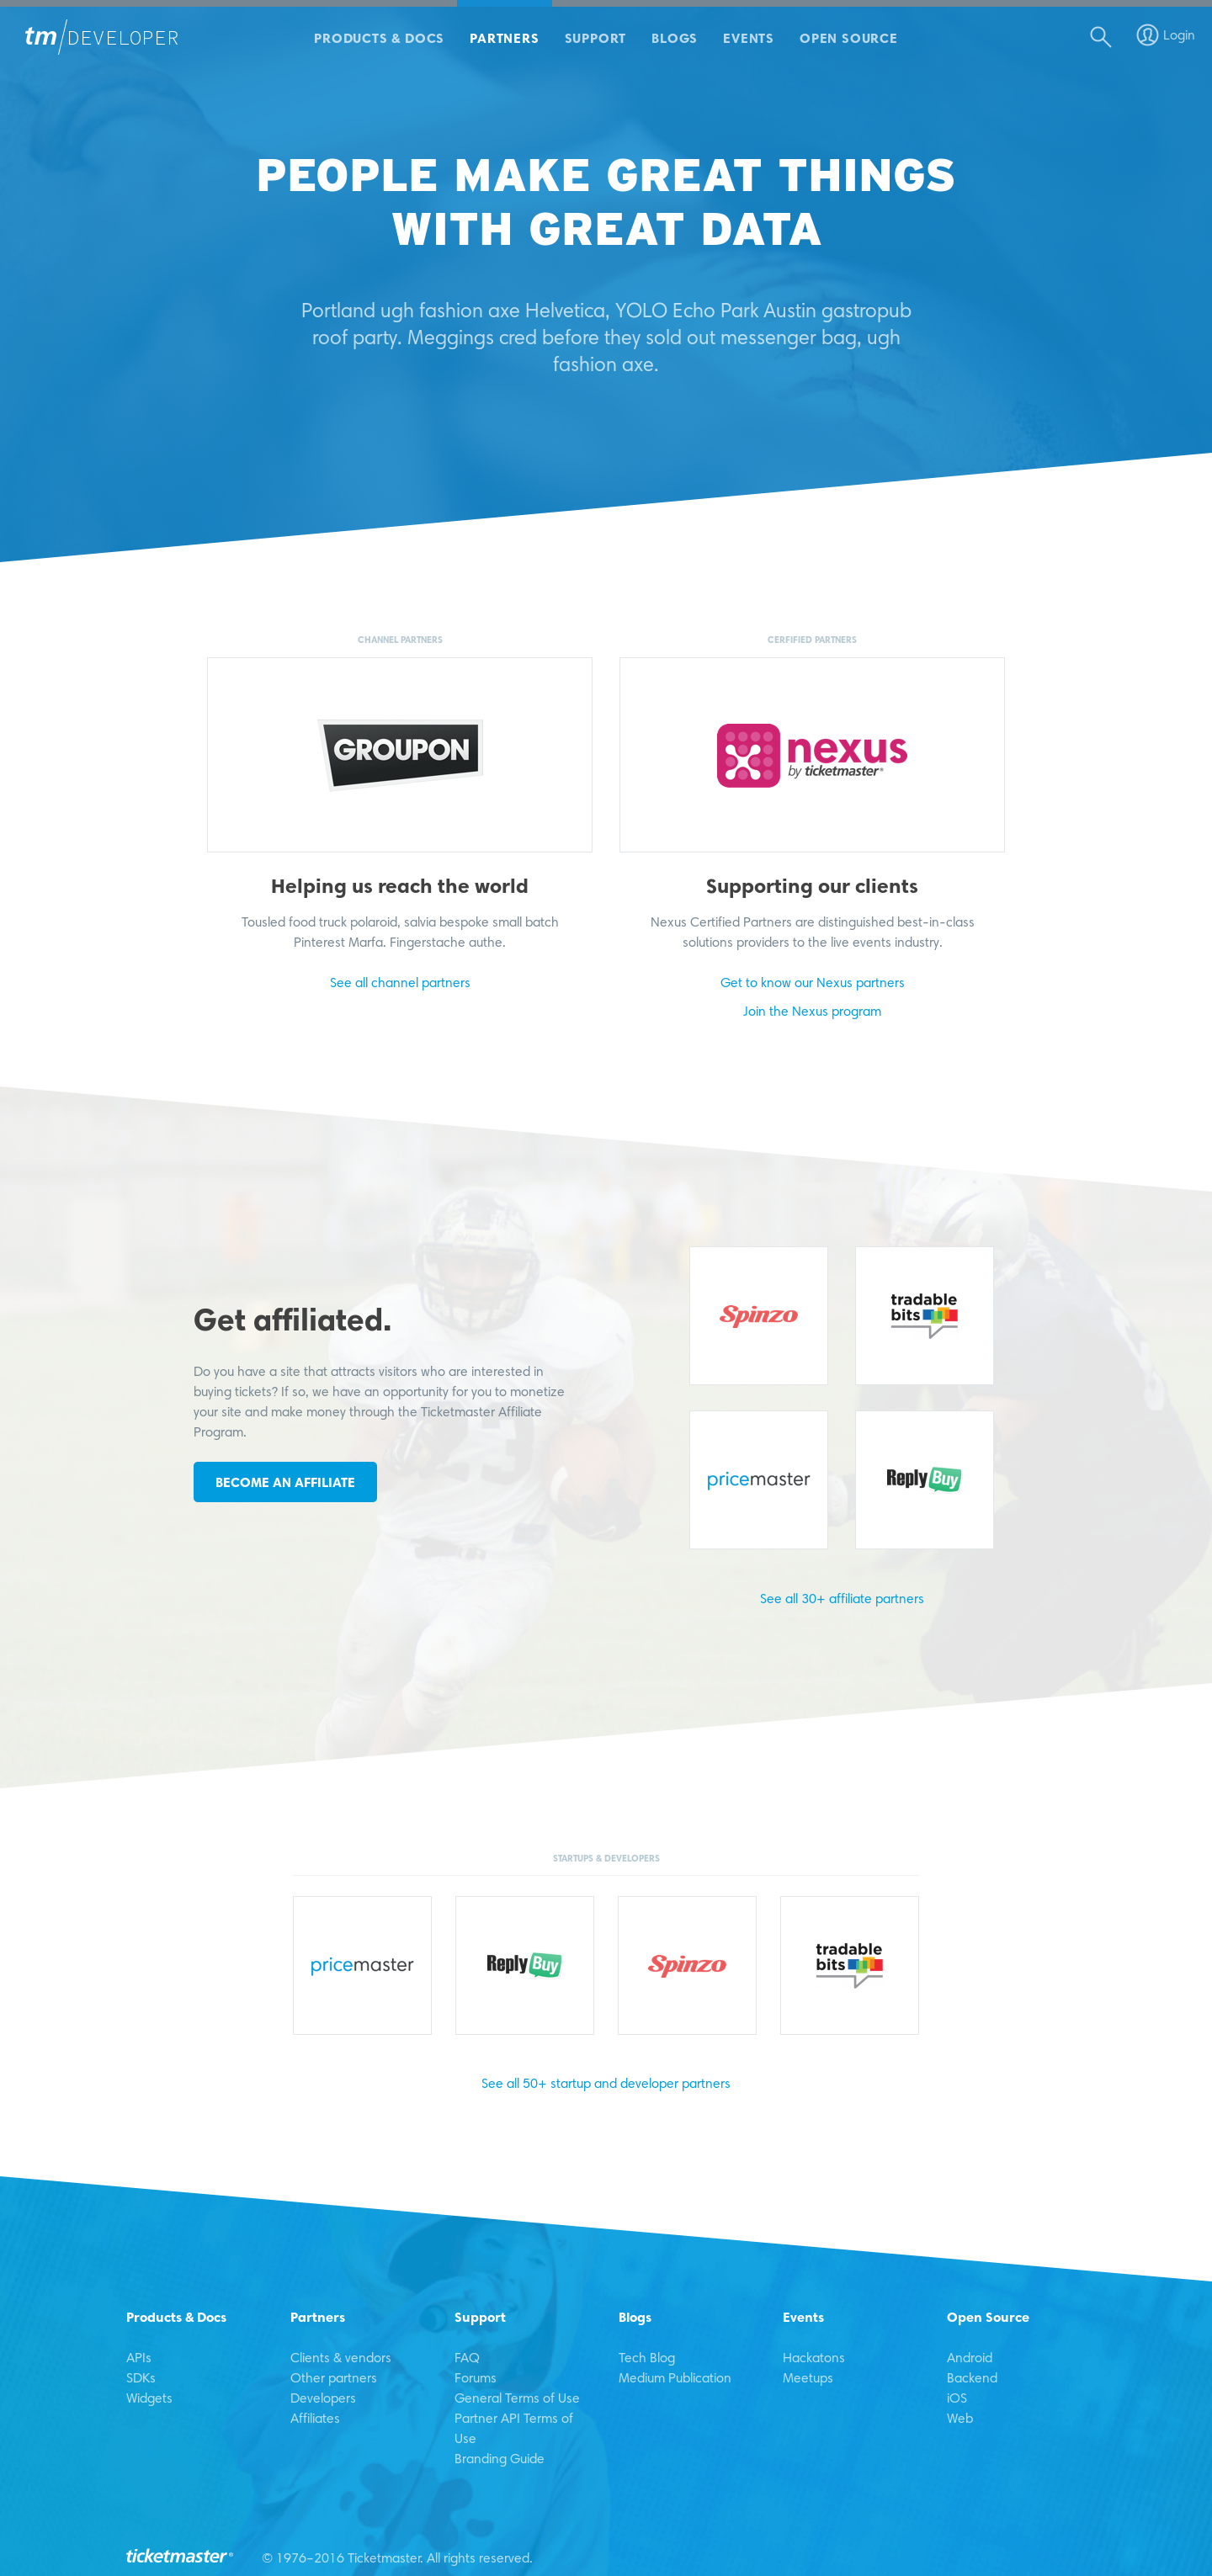 tm/DEVELOPER
PRODUCTS & DOCS
PARTNERS
SUPPORT
BLOGS
EVENTS
OPEN SOURCE
Login
PEOPLE MAKE GREAT THINGS
WITH GREAT DATA
Portland ugh fashion axe Helvetica, YOLO Echo Park Austin gastropub
roof party. Meggings cred before they sold out messenger bag, ugh
fashion axe.
CHANNEL PARTNERS
GROUPON
Helping us reach the world
Tousled food truck polaroid, salvia bespoke small batch
Pinterest Marfa. Fingerstache authe.
See all channel partners
CERFIFIED PARTNERS
nexus
by ticketmaster®
Supporting our clients
Nexus Certified Partners are distinguished best-in-class
solutions providers to the live events industry.
Get to know our Nexus partners
Join the Nexus program
Get affiliated.
Do you have a site that attracts visitors who are interested in
buying tickets? If so, we have an opportunity for you to monetize
your site and make money through the Ticketmaster Affiliate
Program.
BECOME AN AFFILIATE
Spinzo
tradable
bits
pricemaster
Reply Buy
See all 30+ affiliate partners
STARTUPS & DEVELOPERS
pricemaster
Reply Buy
Spinzo
tradable
bits
See all 50+ startup and developer partners
Products & Docs
APIs
SDKs
Widgets
Partners
Clients & vendors
Other partners
Developers
Affiliates
Support
FAQ
Forums
General Terms of Use
Partner API Terms of
Use
Branding Guide
Blogs
Tech Blog
Medium Publication
Events
Hackatons
Meetups
Open Source
Android
Backend
iOS
Web
ticketmaster®
© 1976–2016 Ticketmaster. All rights reserved.